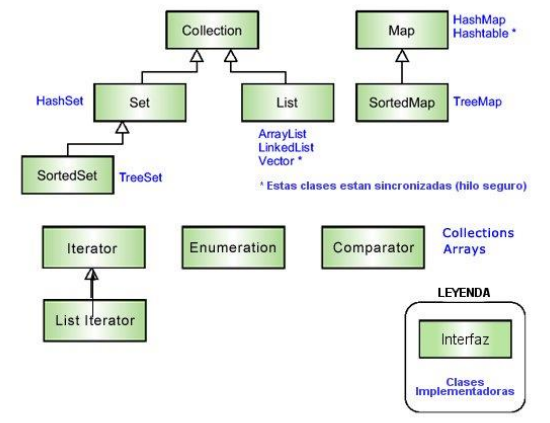 Collection
Map
HashMap
Hashtable *
HashSet
Set
List
SortedMap
TreeMap
ArrayList
LinkedList
Vector *
SortedSet
TreeSet
* Estas clases estan sincronizadas (hilo seguro)
Iterator
Enumeration
Comparator
Collections
Arrays
List Iterator
LEYENDA
Interfaz
Clases
Implementadoras